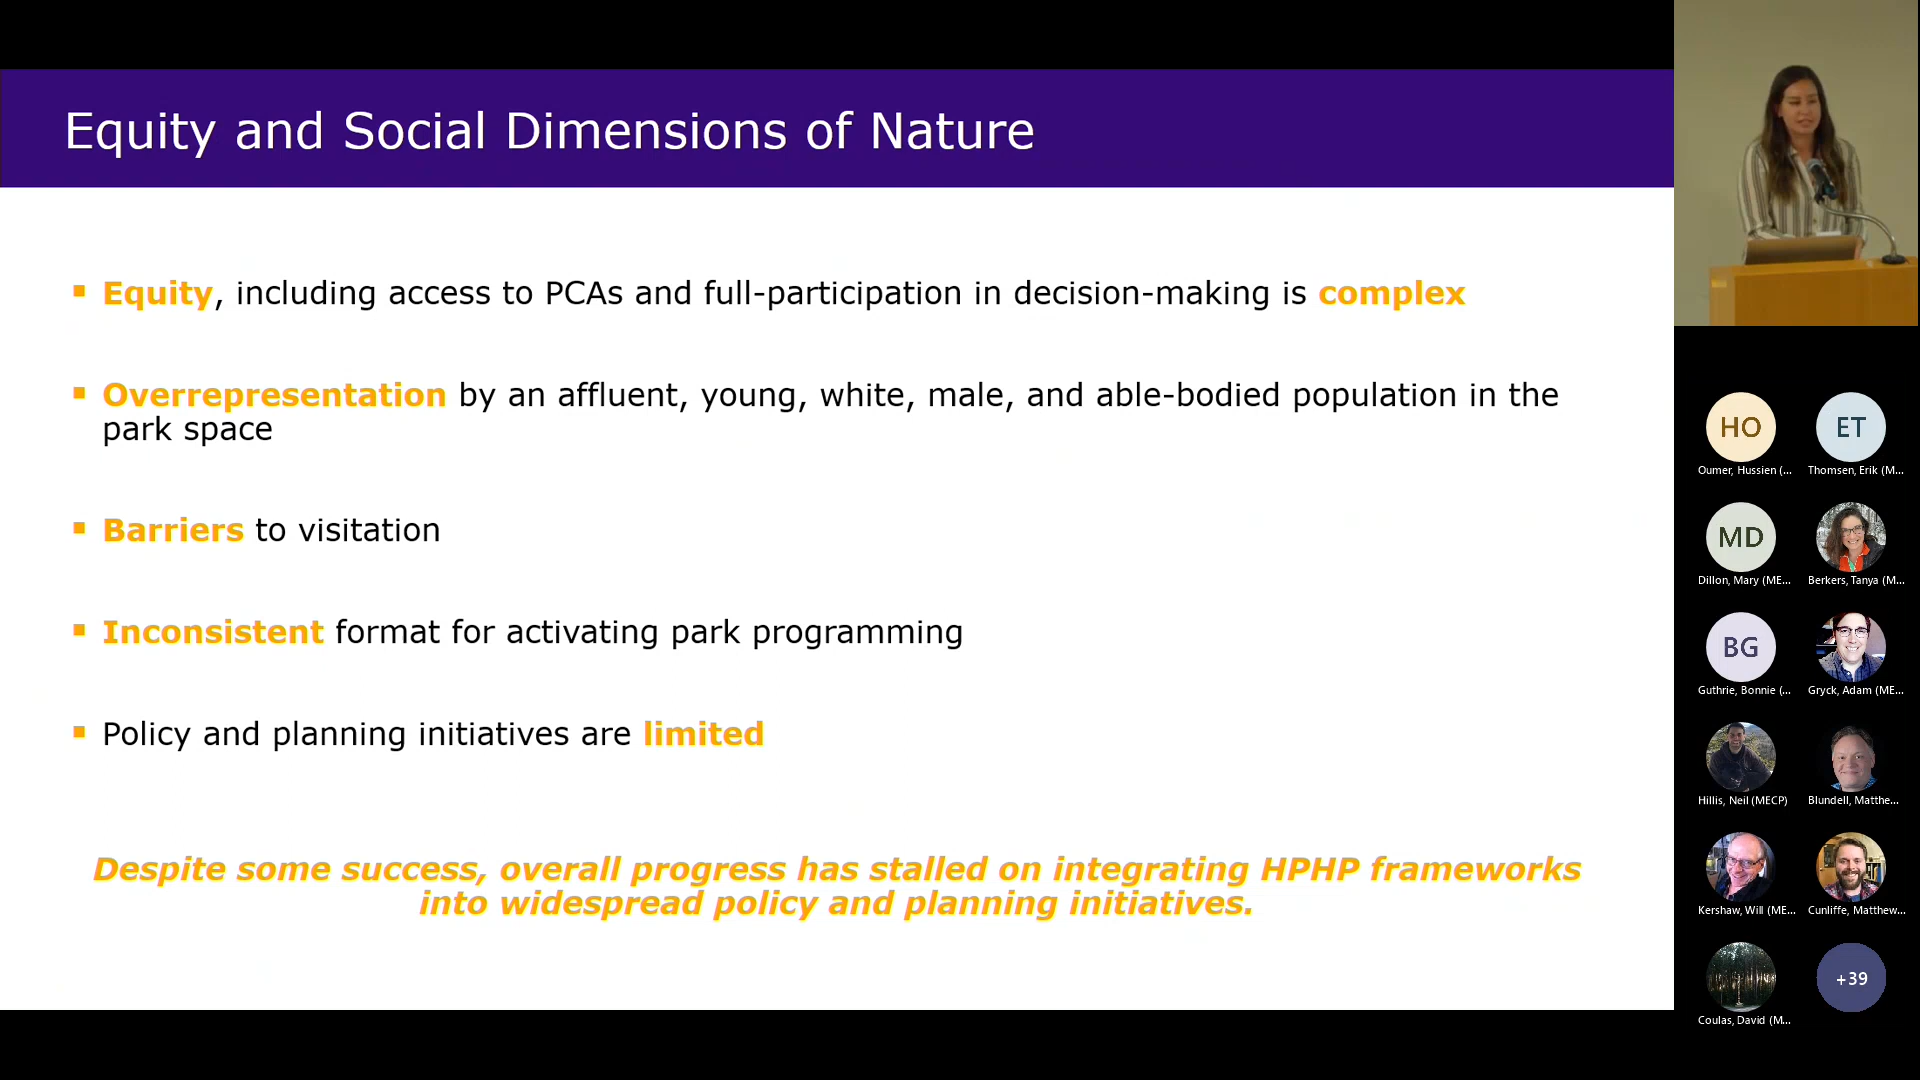 Equity and Social Dimensions of Nature
Equity, including access to PCAs and full-participation in decision-making is complex
Overrepresentation by an affluent, young, white, male, and able-bodied population in the
park space
Barriers to visitation
Inconsistent format for activating park programming
Policy and planning initiatives are limited
Despite some success, overall progress has stalled on integrating HPHP frameworks
into widespread policy and planning initiatives.
HO
ET
Oumer, Hussien (...
Thomsen, Erik (M...
MD
Dillon, Mary (ME...
Berkers, Tanya (M...
BG
Guthrie, Bonnie (...
Gryck, Adam (ME...
Hillis, Neil (MECP)
Blundell, Matthe...
Kershaw, Will (ME...
Cunliffe, Matthew...
+39
Coulas, David (M...